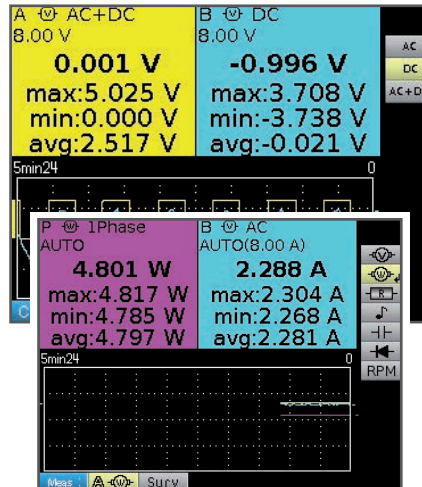 A V AC+DC
8.00 V
0.001 V
max:5.025 V
min:0.000 V
avg:2.517 V
B V DC
8.00 V
-0.996 V
max:3.708 V
min:-3.738 V
avg:-0.021 V
AC
DC
AC+D
5min24 0
C
P W 1Phase
AUTO
4.801 W
max:4.817 W
min:4.785 W
avg:4.797 W
B V AC
AUTO(8.00 A)
2.288 A
max:2.304 A
min:2.268 A
avg:2.281 A
V
W
R
RPM
5min24 0
Meas A W Surv